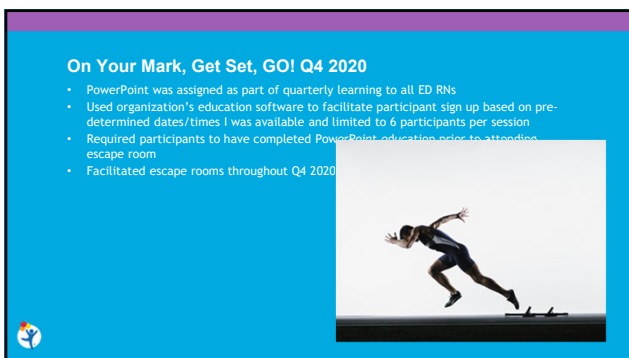 On Your Mark, Get Set, GO! Q4 2020
• PowerPoint was assigned as part of quarterly learning to all ED RNs
• Used organization's education software to facilitate participant sign up based on pre-
determined dates/times I was available and limited to 6 participants per session
• Required participants to have completed PowerPoint education prior to attending
escape room
• Facilitated escape rooms throughout Q4 2020